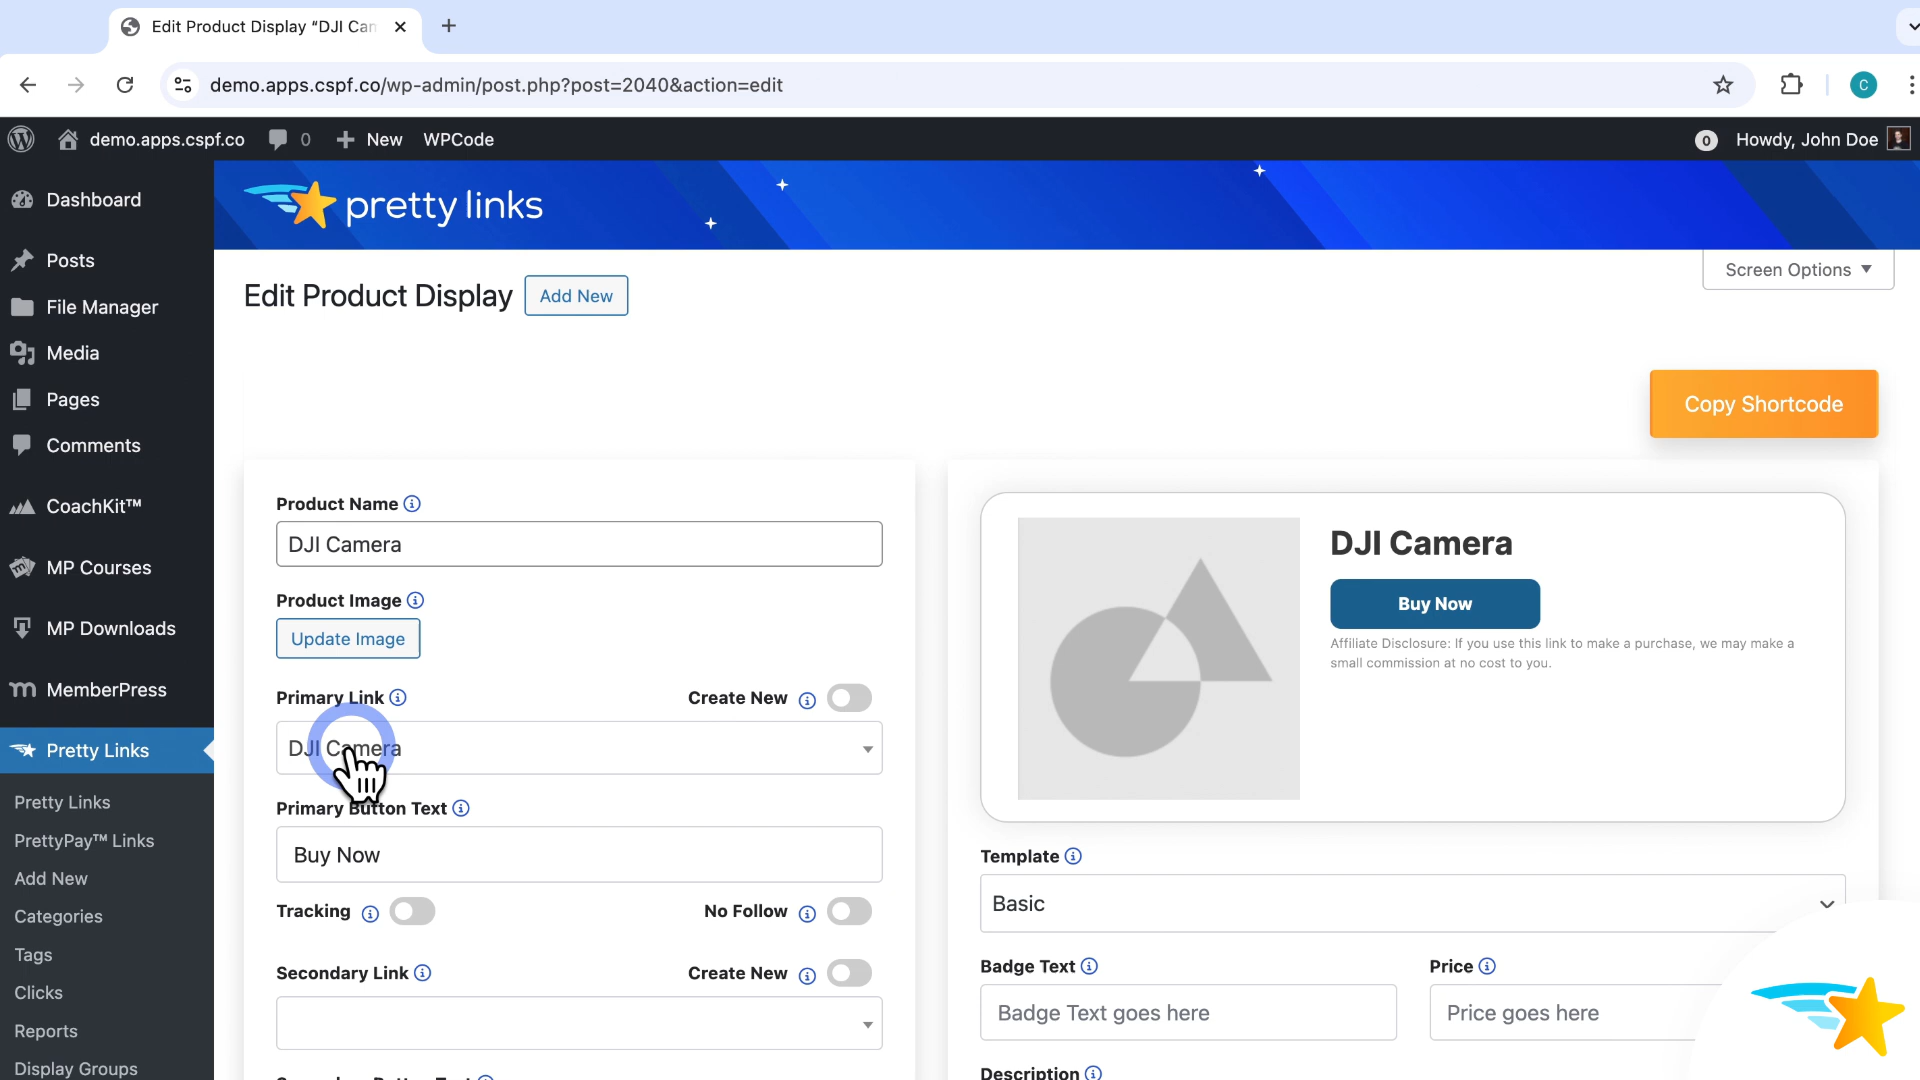 Edit Product Display “DJI Cam
demo.apps.cspf.co/wp-admin/post.php?post=2040&action=edit
C
demo.apps.cspf.co
0
New
WPCode
0
Howdy, John Doe
Dashboard
Posts
File Manager
Media
Pages
Comments
CoachKit™
MP Courses
MP Downloads
MemberPress
Pretty Links
Pretty Links
PrettyPay™ Links
Add New
Categories
Tags
Clicks
Reports
Display Groups
pretty links
Screen Options
Edit Product Display
Add New
Copy Shortcode
Product Name
DJI Camera
Product Image
Update Image
Primary Link
Create New
DJI Camera
Primary Button Text
Buy Now
Tracking
No Follow
Secondary Link
Create New
DJI Camera
Buy Now
Affiliate Disclosure: If you use this link to make a purchase, we may make a
small commission at no cost to you.
Template
Basic
Badge Text
Price
Badge Text goes here
Price goes here
Description